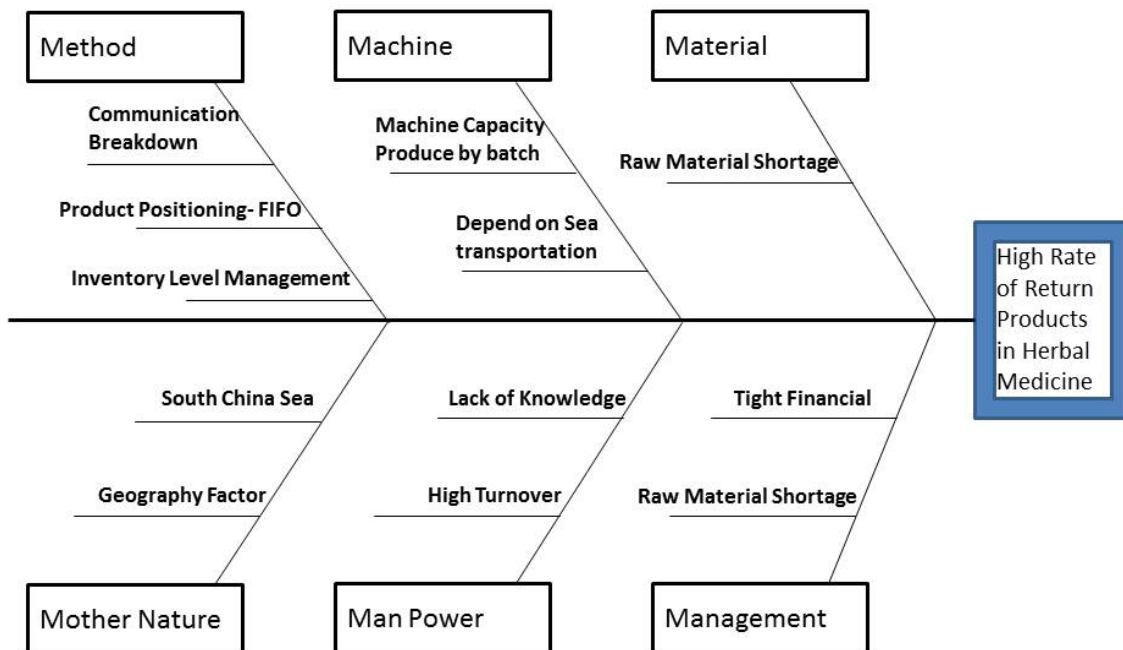 Method
Machine
Material
Communication
Breakdown
Product Positioning- FIFO
Inventory Level Management
Machine Capacity
Produce by batch
Depend on Sea
transportation
Raw Material Shortage
High Rate
of Return
Products
in Herbal
Medicine
South China Sea
Geography Factor
Lack of Knowledge
High Turnover
Tight Financial
Raw Material Shortage
Mother Nature
Man Power
Management